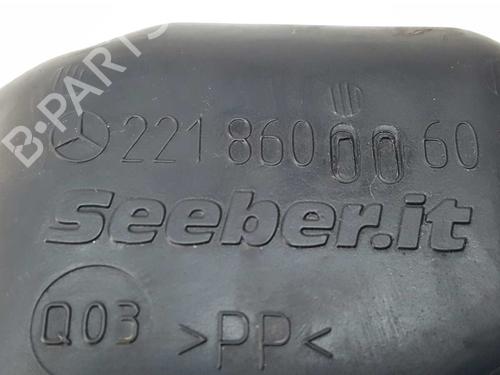 B-PARTS
221 860 00 60
Seeber.it
Q03 >PP<